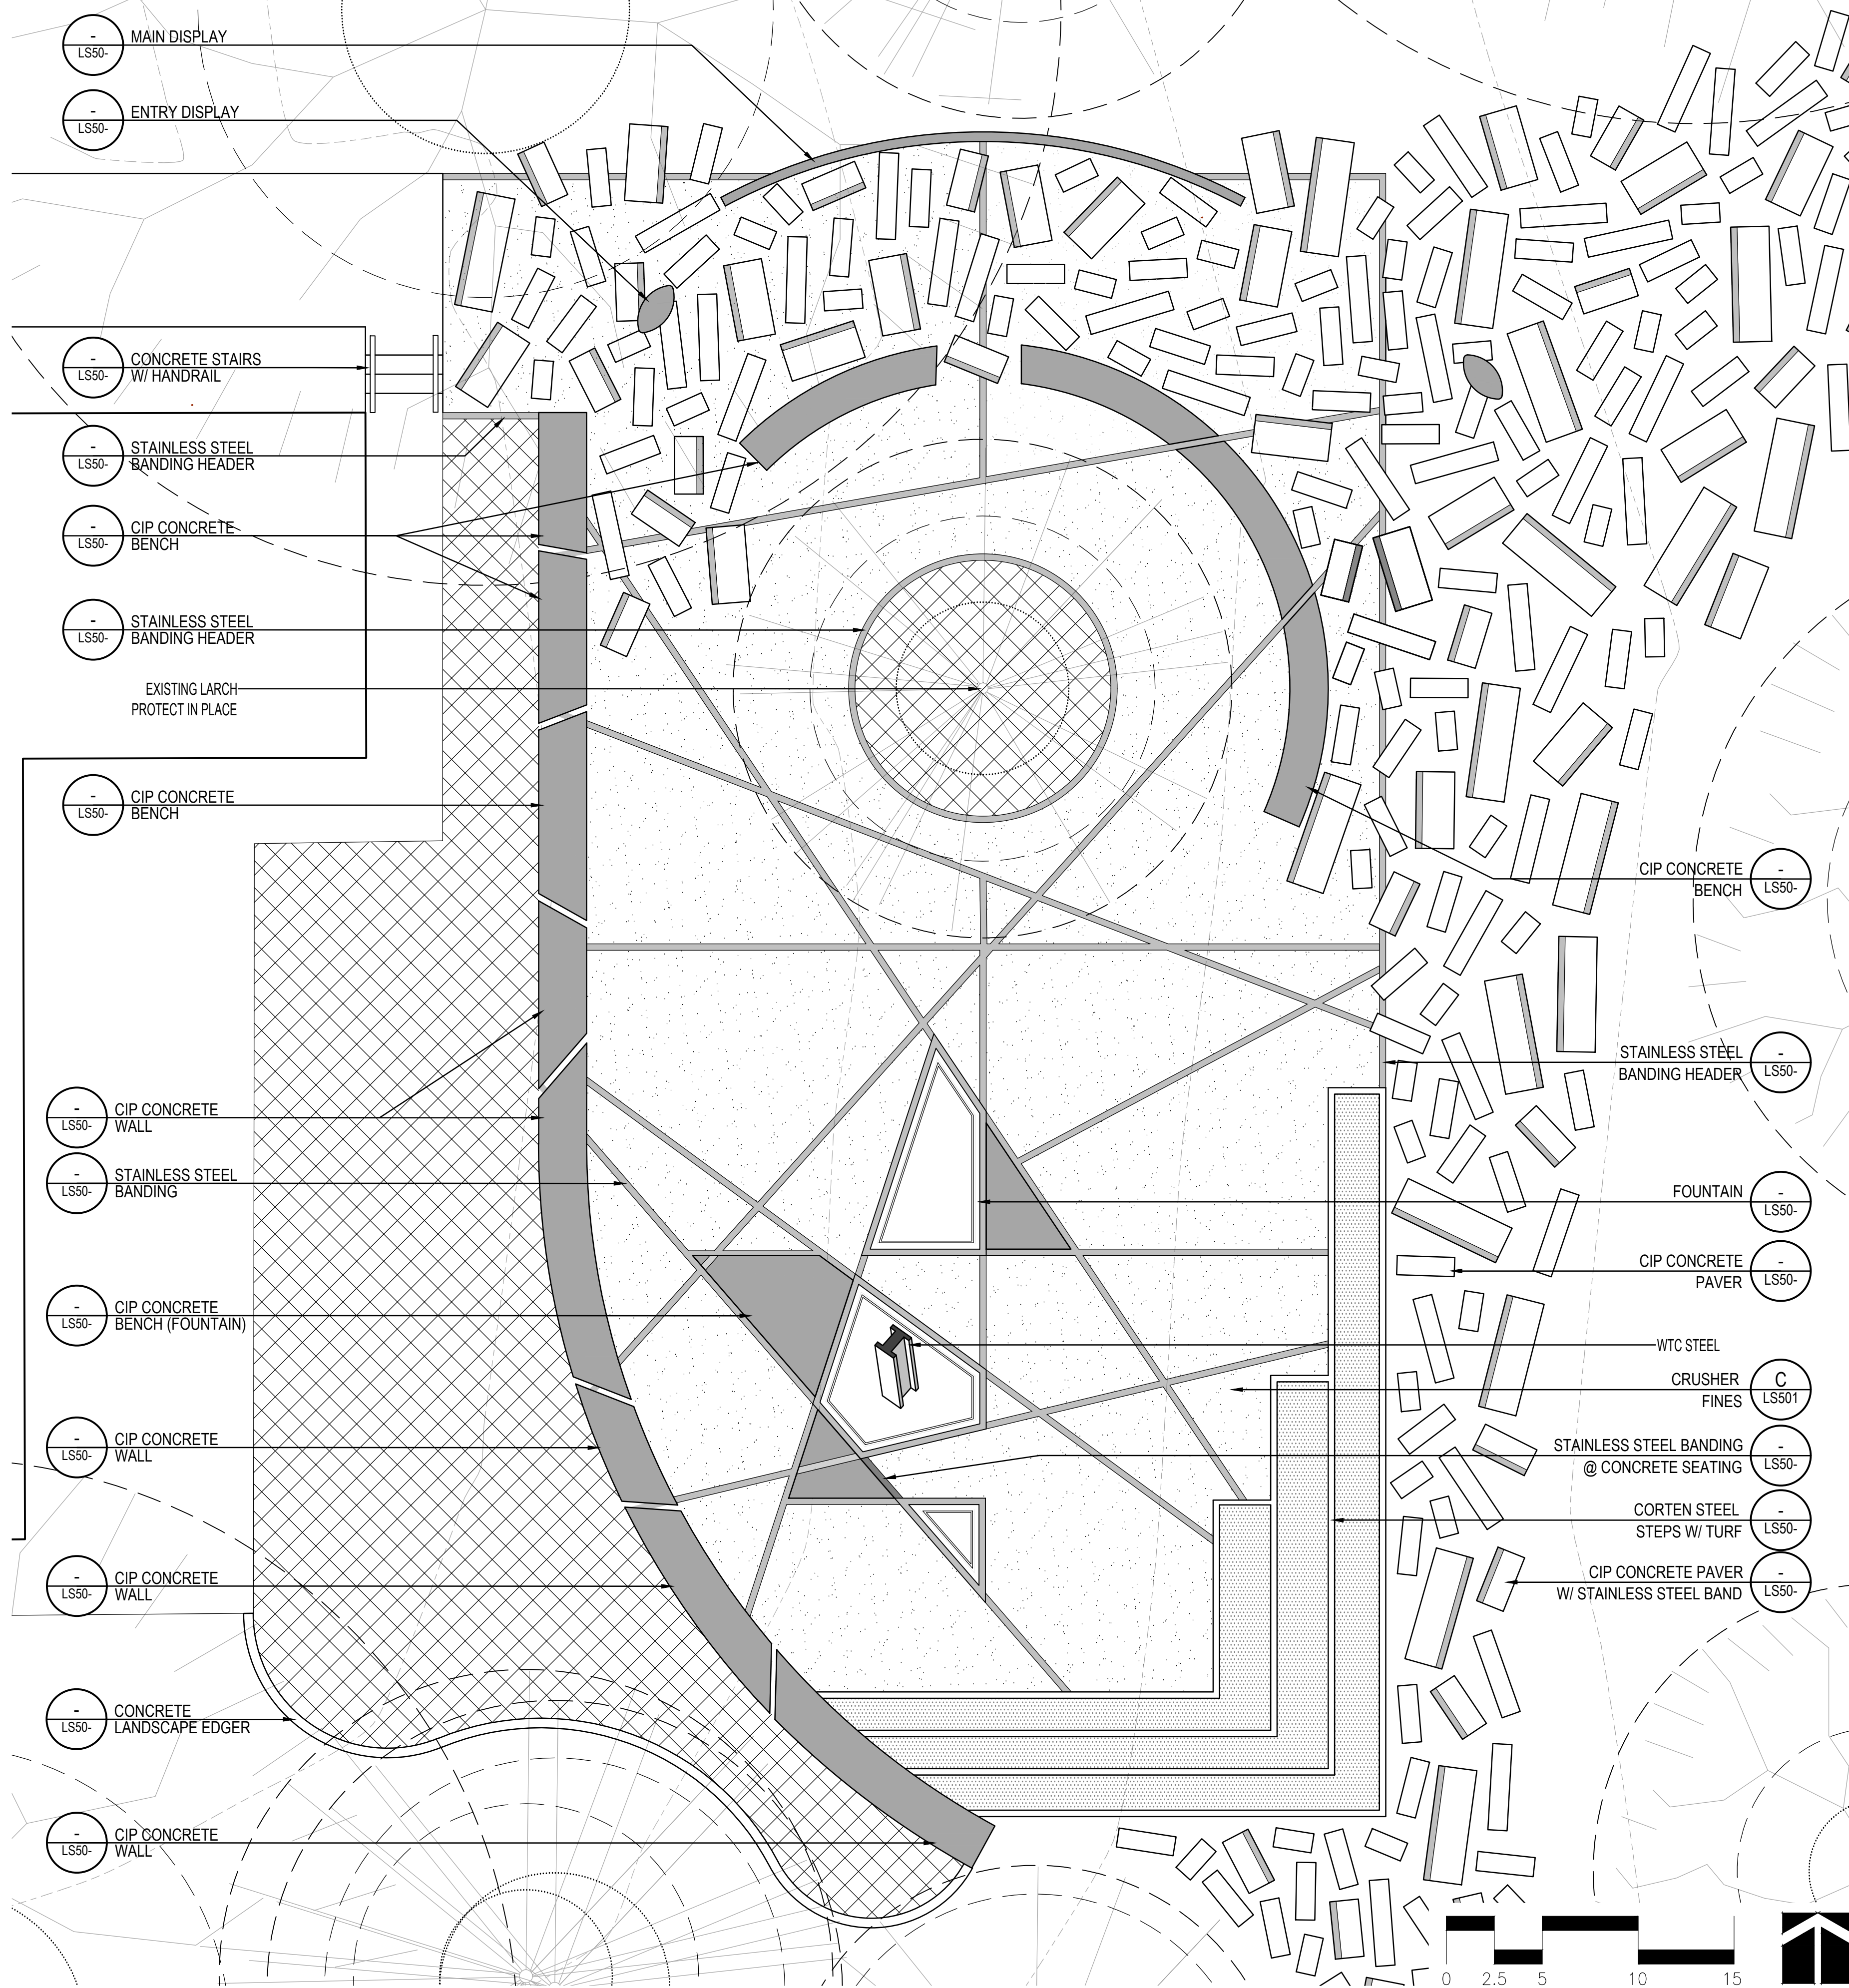 -
LS50-
MAIN DISPLAY
-
LS50-
ENTRY DISPLAY
-
LS50-
CONCRETE STAIRS
W/ HANDRAIL
-
LS50-
STAINLESS STEEL
BANDING HEADER
-
LS50-
CIP CONCRETE
BENCH
-
LS50-
STAINLESS STEEL
BANDING HEADER
EXISTING LARCH
PROTECT IN PLACE
-
LS50-
CIP CONCRETE
BENCH
-
LS50-
CIP CONCRETE
WALL
-
LS50-
STAINLESS STEEL
BANDING
-
LS50-
CIP CONCRETE
BENCH (FOUNTAIN)
-
LS50-
CIP CONCRETE
WALL
-
LS50-
CIP CONCRETE
WALL
-
LS50-
CONCRETE
LANDSCAPE EDGER
-
LS50-
CIP CONCRETE
WALL
CIP CONCRETE
BENCH
-
LS50-
STAINLESS STEEL
BANDING HEADER
-
LS50-
FOUNTAIN
-
LS50-
CIP CONCRETE
PAVER
-
LS50-
WTC STEEL
CRUSHER
FINES
C
LS501
STAINLESS STEEL BANDING
@ CONCRETE SEATING
-
LS50-
CORTEN STEEL
STEPS W/ TURF
-
LS50-
CIP CONCRETE PAVER
W/ STAINLESS STEEL BAND
-
LS50-
0 2.5 5 10 15